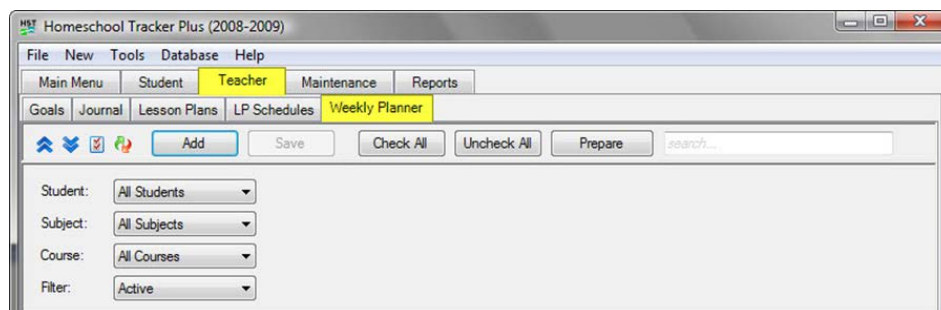 HST Homeschool Tracker Plus (2008-2009)
File New Tools Database Help
Main Menu Student Teacher Maintenance Reports
Goals Journal Lesson Plans LP Schedules Weekly Planner
Add Save Check All Uncheck All Prepare search...
Student: All Students
Subject: All Subjects
Course: All Courses
Filter: Active